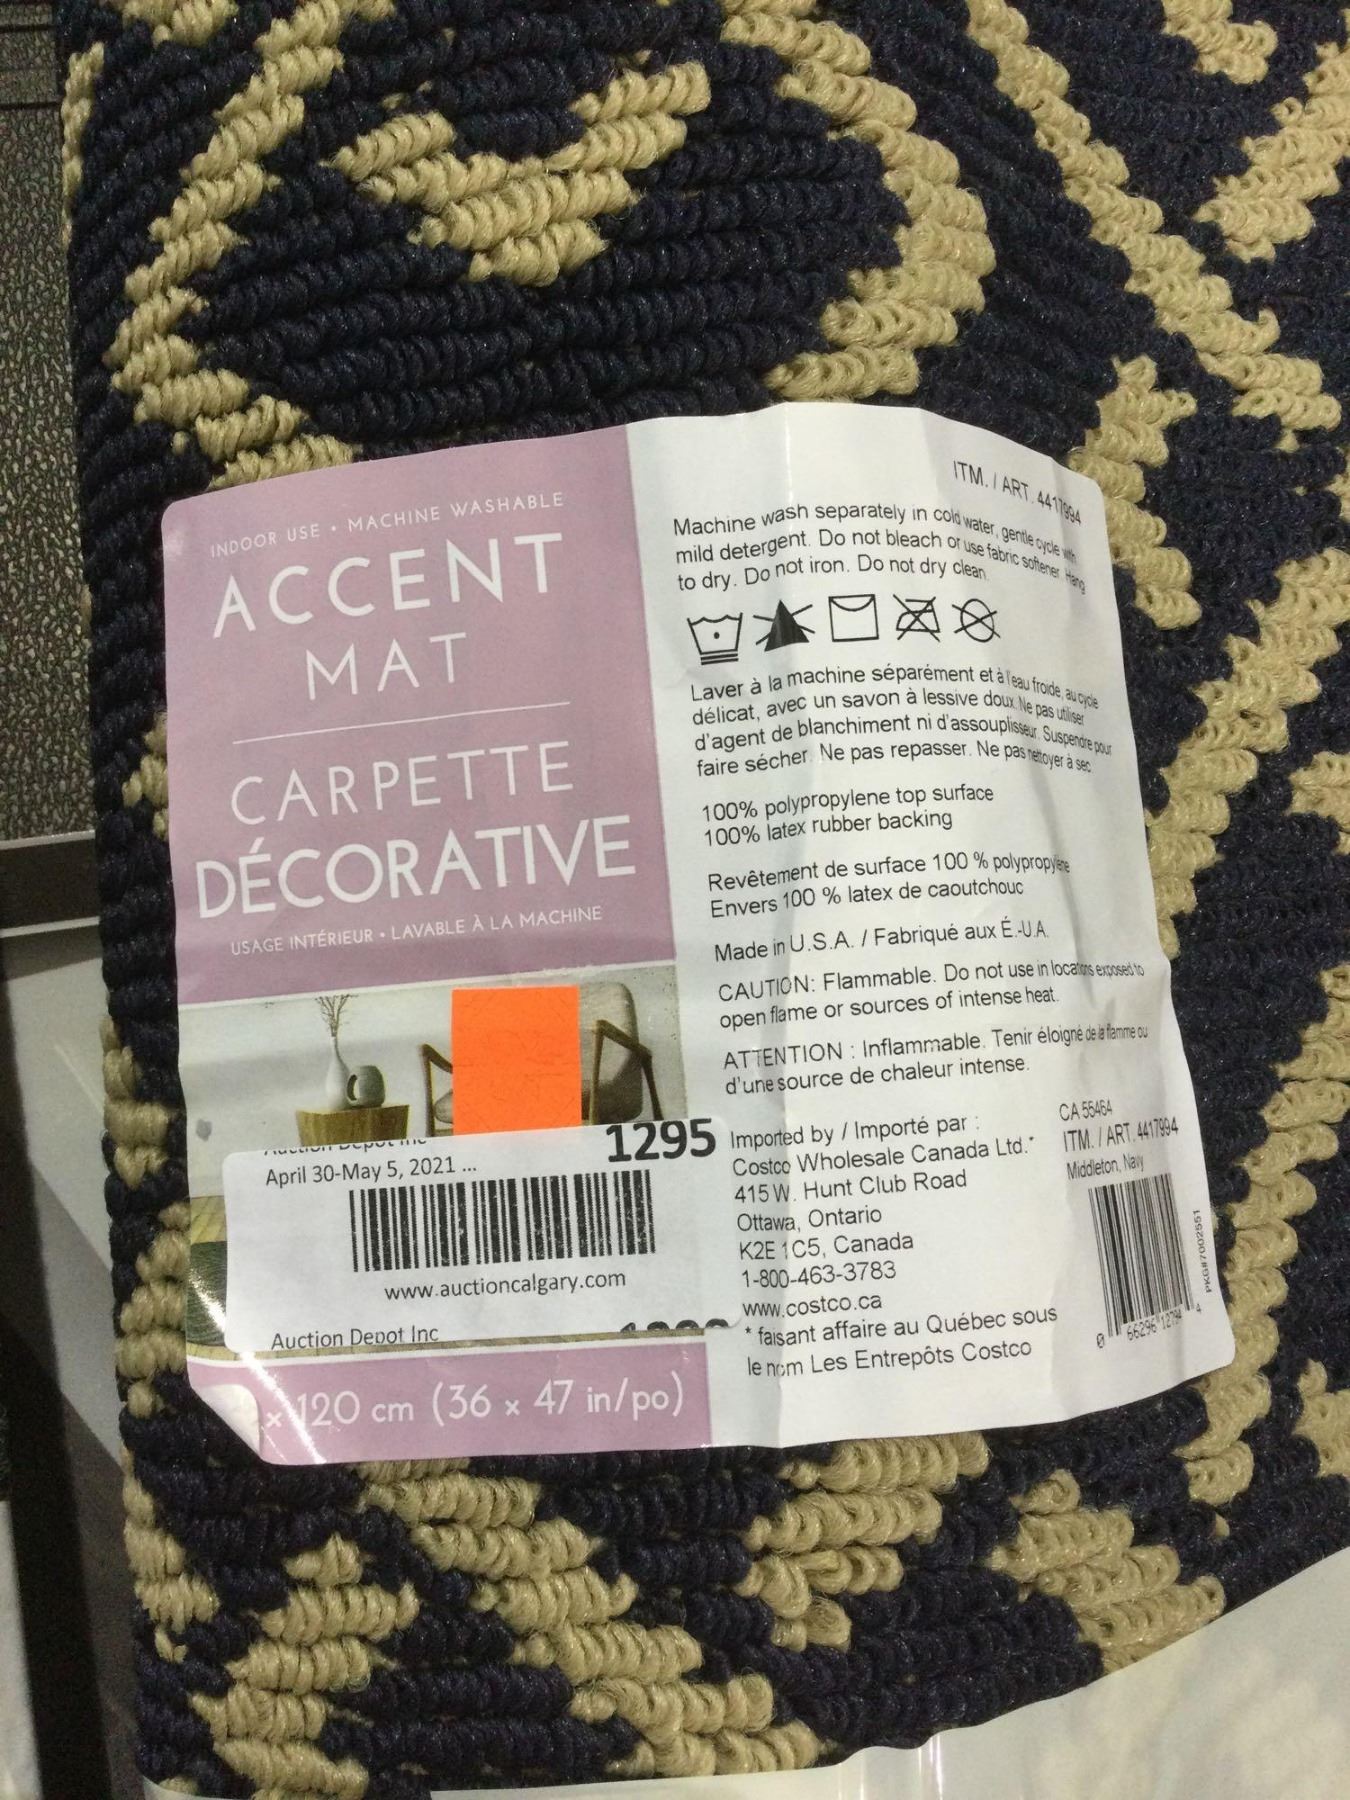 INDOOR USE • MACHINE WASHABLE
ACCENT
MAT
CARPETTE
DÉCORATIVE
USAGE INTÉRIEUR • LAVABLE À LA MACHINE
ITM. / ART. 4417994
Machine wash separately in cold water, gentle cycle with
mild detergent. Do not bleach or use fabric softener. Hang
to dry. Do not iron. Do not dry clean.
Laver à la machine séparément et à l'eau froide, au cycle
délicat, avec un savon à lessive doux. Ne pas utiliser
d'agent de blanchiment ni d'assouplisseur. Suspendre pour
faire sécher. Ne pas repasser. Ne pas nettoyer à sec.
100% polypropylene top surface
100% latex rubber backing
Revêtement de surface 100 % polypropylène
Envers 100 % latex de caoutchouc
Made in U.S.A. / Fabriqué aux É.-U.A.
CAUTION: Flammable. Do not use in locations exposed to
open flame or sources of intense heat.
ATTENTION : Inflammable. Tenir éloigné de la flamme ou
d'une source de chaleur intense.
Imported by / Importé par :
Costco Wholesale Canada Ltd.*
415 W. Hunt Club Road
Ottawa, Ontario
K2E 1C5, Canada
1-800-463-3783
www.costco.ca
* faisant affaire au Québec sous
le nom Les Entrepôts Costco
CA 55464
ITM. / ART. 4417994
Middleton, Navy
PKG#7002551
0 66296 12794 4
Auction Depot Inc
1295
April 30-May 5, 2021 ...
www.auctioncalgary.com
Auction Depot Inc
x 120 cm (36 x 47 in/po)